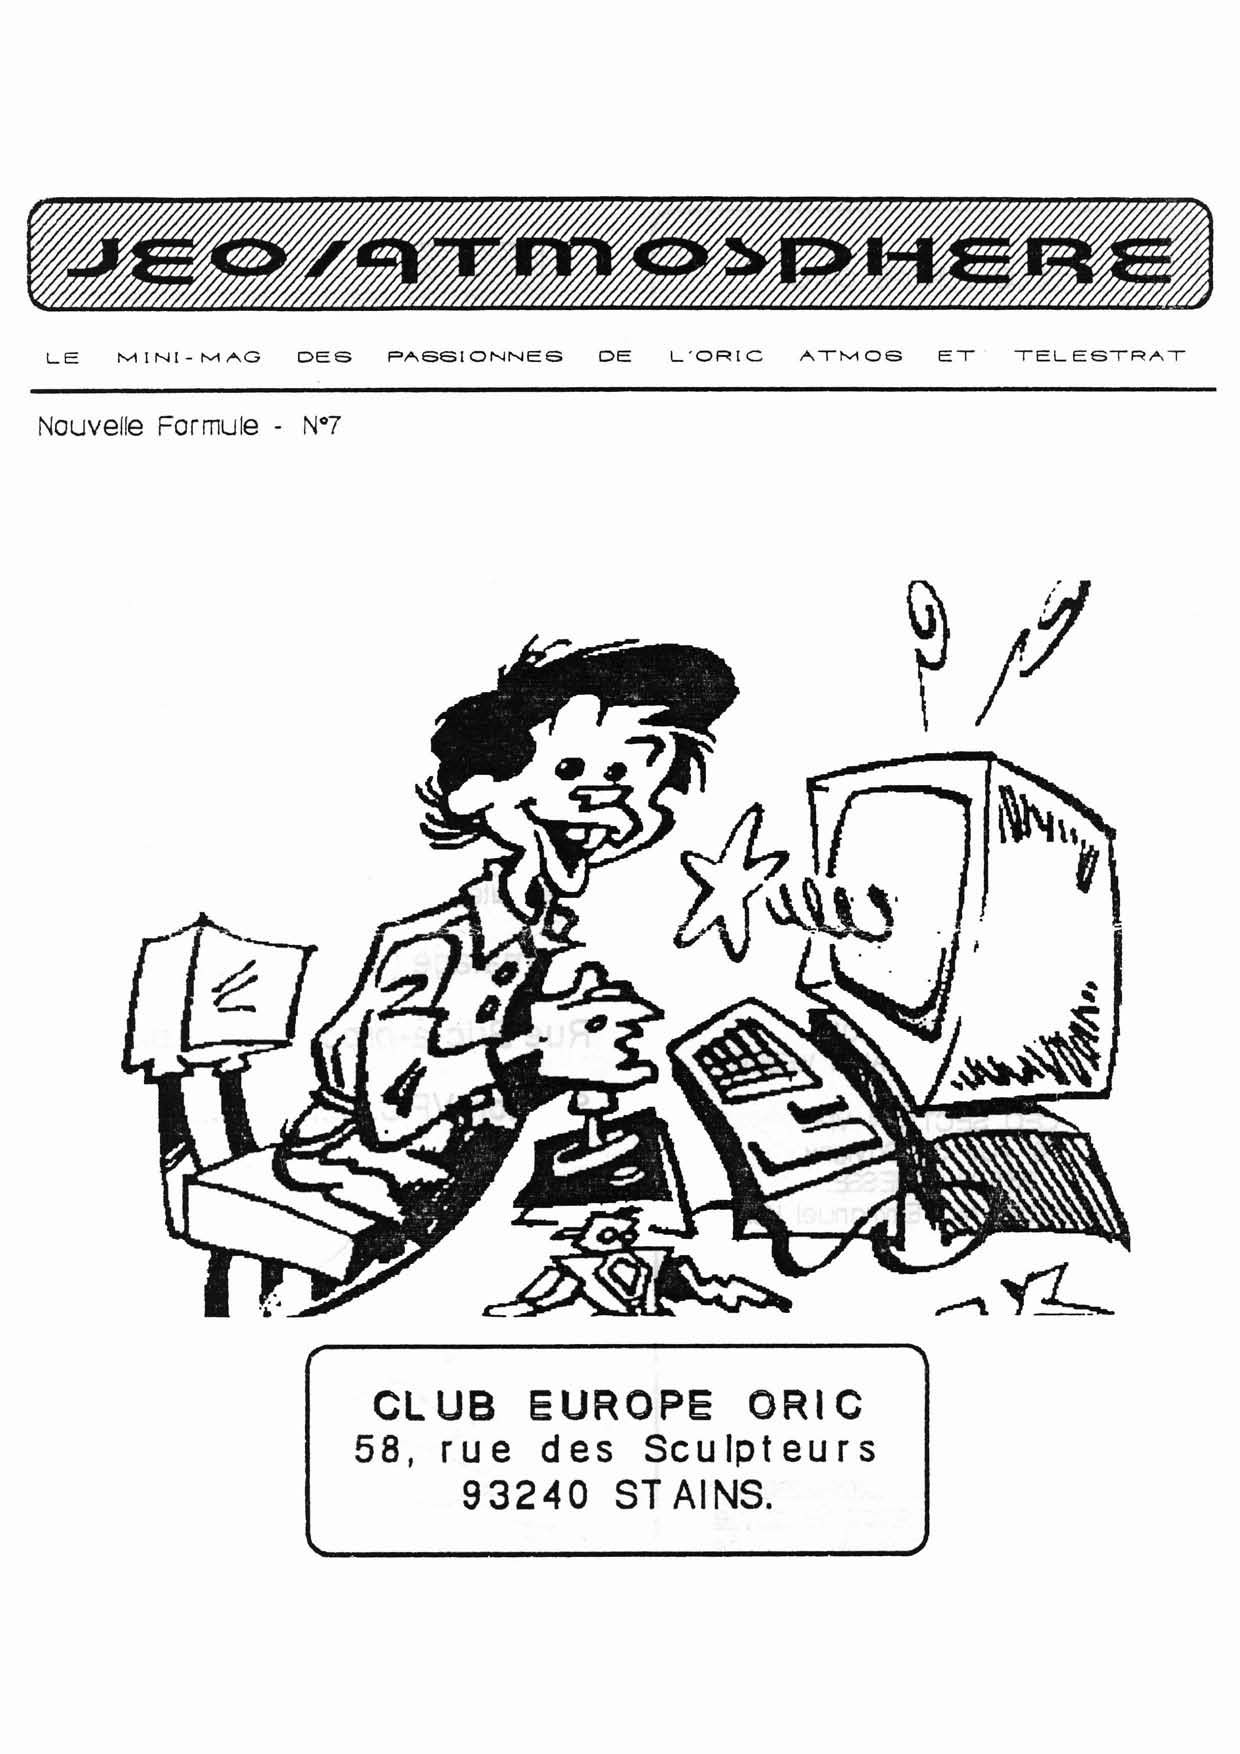 JEO/ATMOSPHERE
LE MINI-MAG DES PASSIONNES DE L'ORIC ATMOS ET TELESTRAT
Nouvelle Formule - N°7
CLUB EUROPE ORIC
58, rue des Sculpteurs
93240 STAINS.